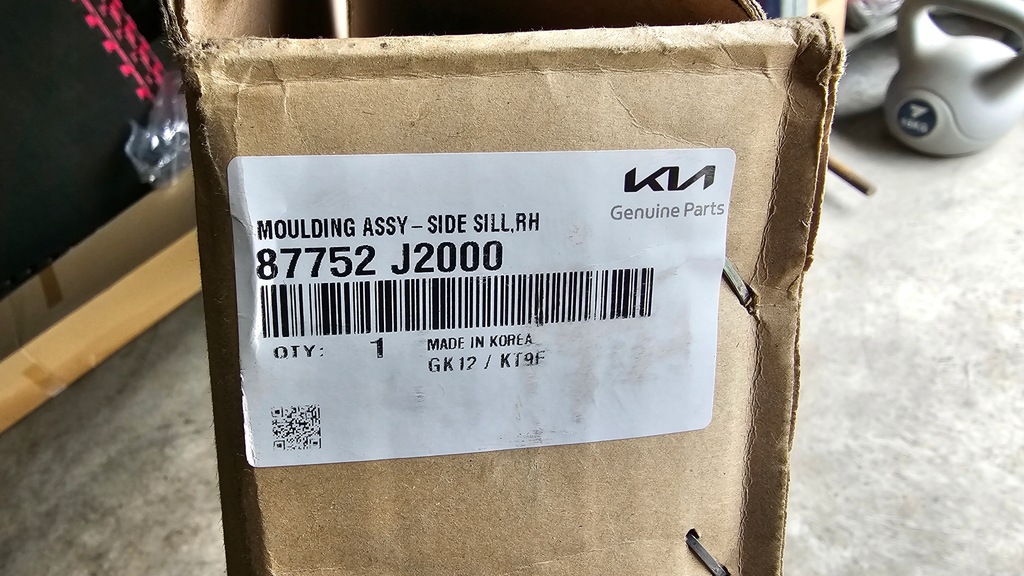 KIA
Genuine Parts
MOULDING ASSY – SIDE SILL,RH
87752 J2000
QTY: 1
MADE IN KOREA
GK12 / KT9F